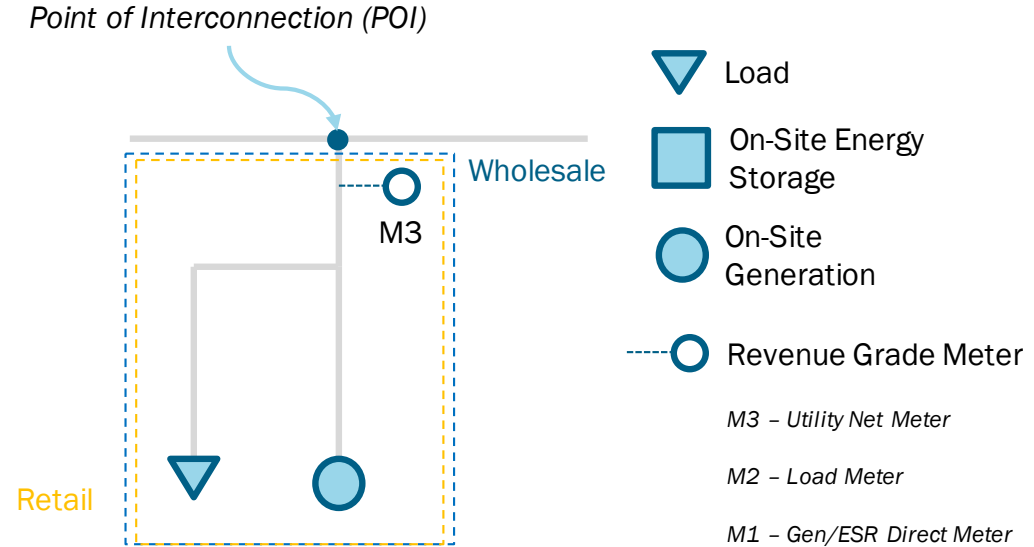 Point of Interconnection (POI)
Wholesale
M3
Retail
Load
On-Site Energy
Storage
On-Site
Generation
Revenue Grade Meter
M3 – Utility Net Meter
M2 – Load Meter
M1 – Gen/ESR Direct Meter